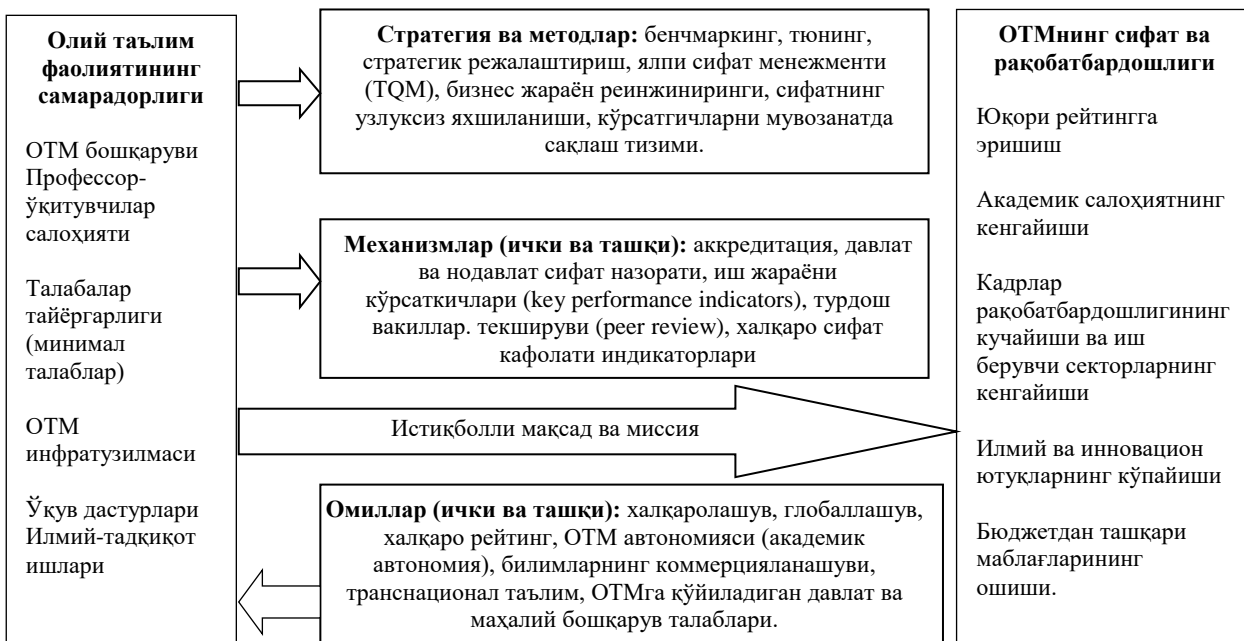 Олий таълим
фаолиятининг
самарадорлиги
ОТМ бошқаруви
Профессор-
ўқитувчилар
салоҳияти
Талабалар
тайёргарлиги
(минимал
талаблар)
ОТМ
инфратузилмаси
Ўқув дастурлари
Илмий-тадқиқот
ишлари
Стратегия ва методлар: бенчмаркинг, тюнинг,
стратегик режалаштириш, ялпи сифат менежменти
(TQM), бизнес жараён реинжиниринги, сифатнинг
узлуксиз яхшиланиши, кўрсатгичларни мувозанатда
сақлаш тизими.
Механизмлар (ички ва ташқи): аккредитация, давлат
ва нодавлат сифат назорати, иш жараёни
кўрсаткичлари (key performance indicators), турдош
вакиллар. текшируви (peer review), халқаро сифат
кафолати индикаторлари
Истиқболли мақсад ва миссия
Омиллар (ички ва ташқи): халқаролашув, глобаллашув,
халқаро рейтинг, ОТМ автономияси (академик
автономия), билимларнинг коммерцияланашуви,
транснационал таълим, ОТМга қўйиладиган давлат ва
маҳалий бошқарув талаблари.
ОТМнинг сифат ва
рақобатбардошлиги
Юқори рейтингга
эришиш
Академик салоҳиятнинг
кенгайиши
Кадрлар
рақобатбардошлигининг
кучайиши ва иш
берувчи секторларнинг
кенгайиши
Илмий ва инновацион
ютуқларнинг кўпайиши
Бюджетдан ташқари
маблағларининг
ошиши.